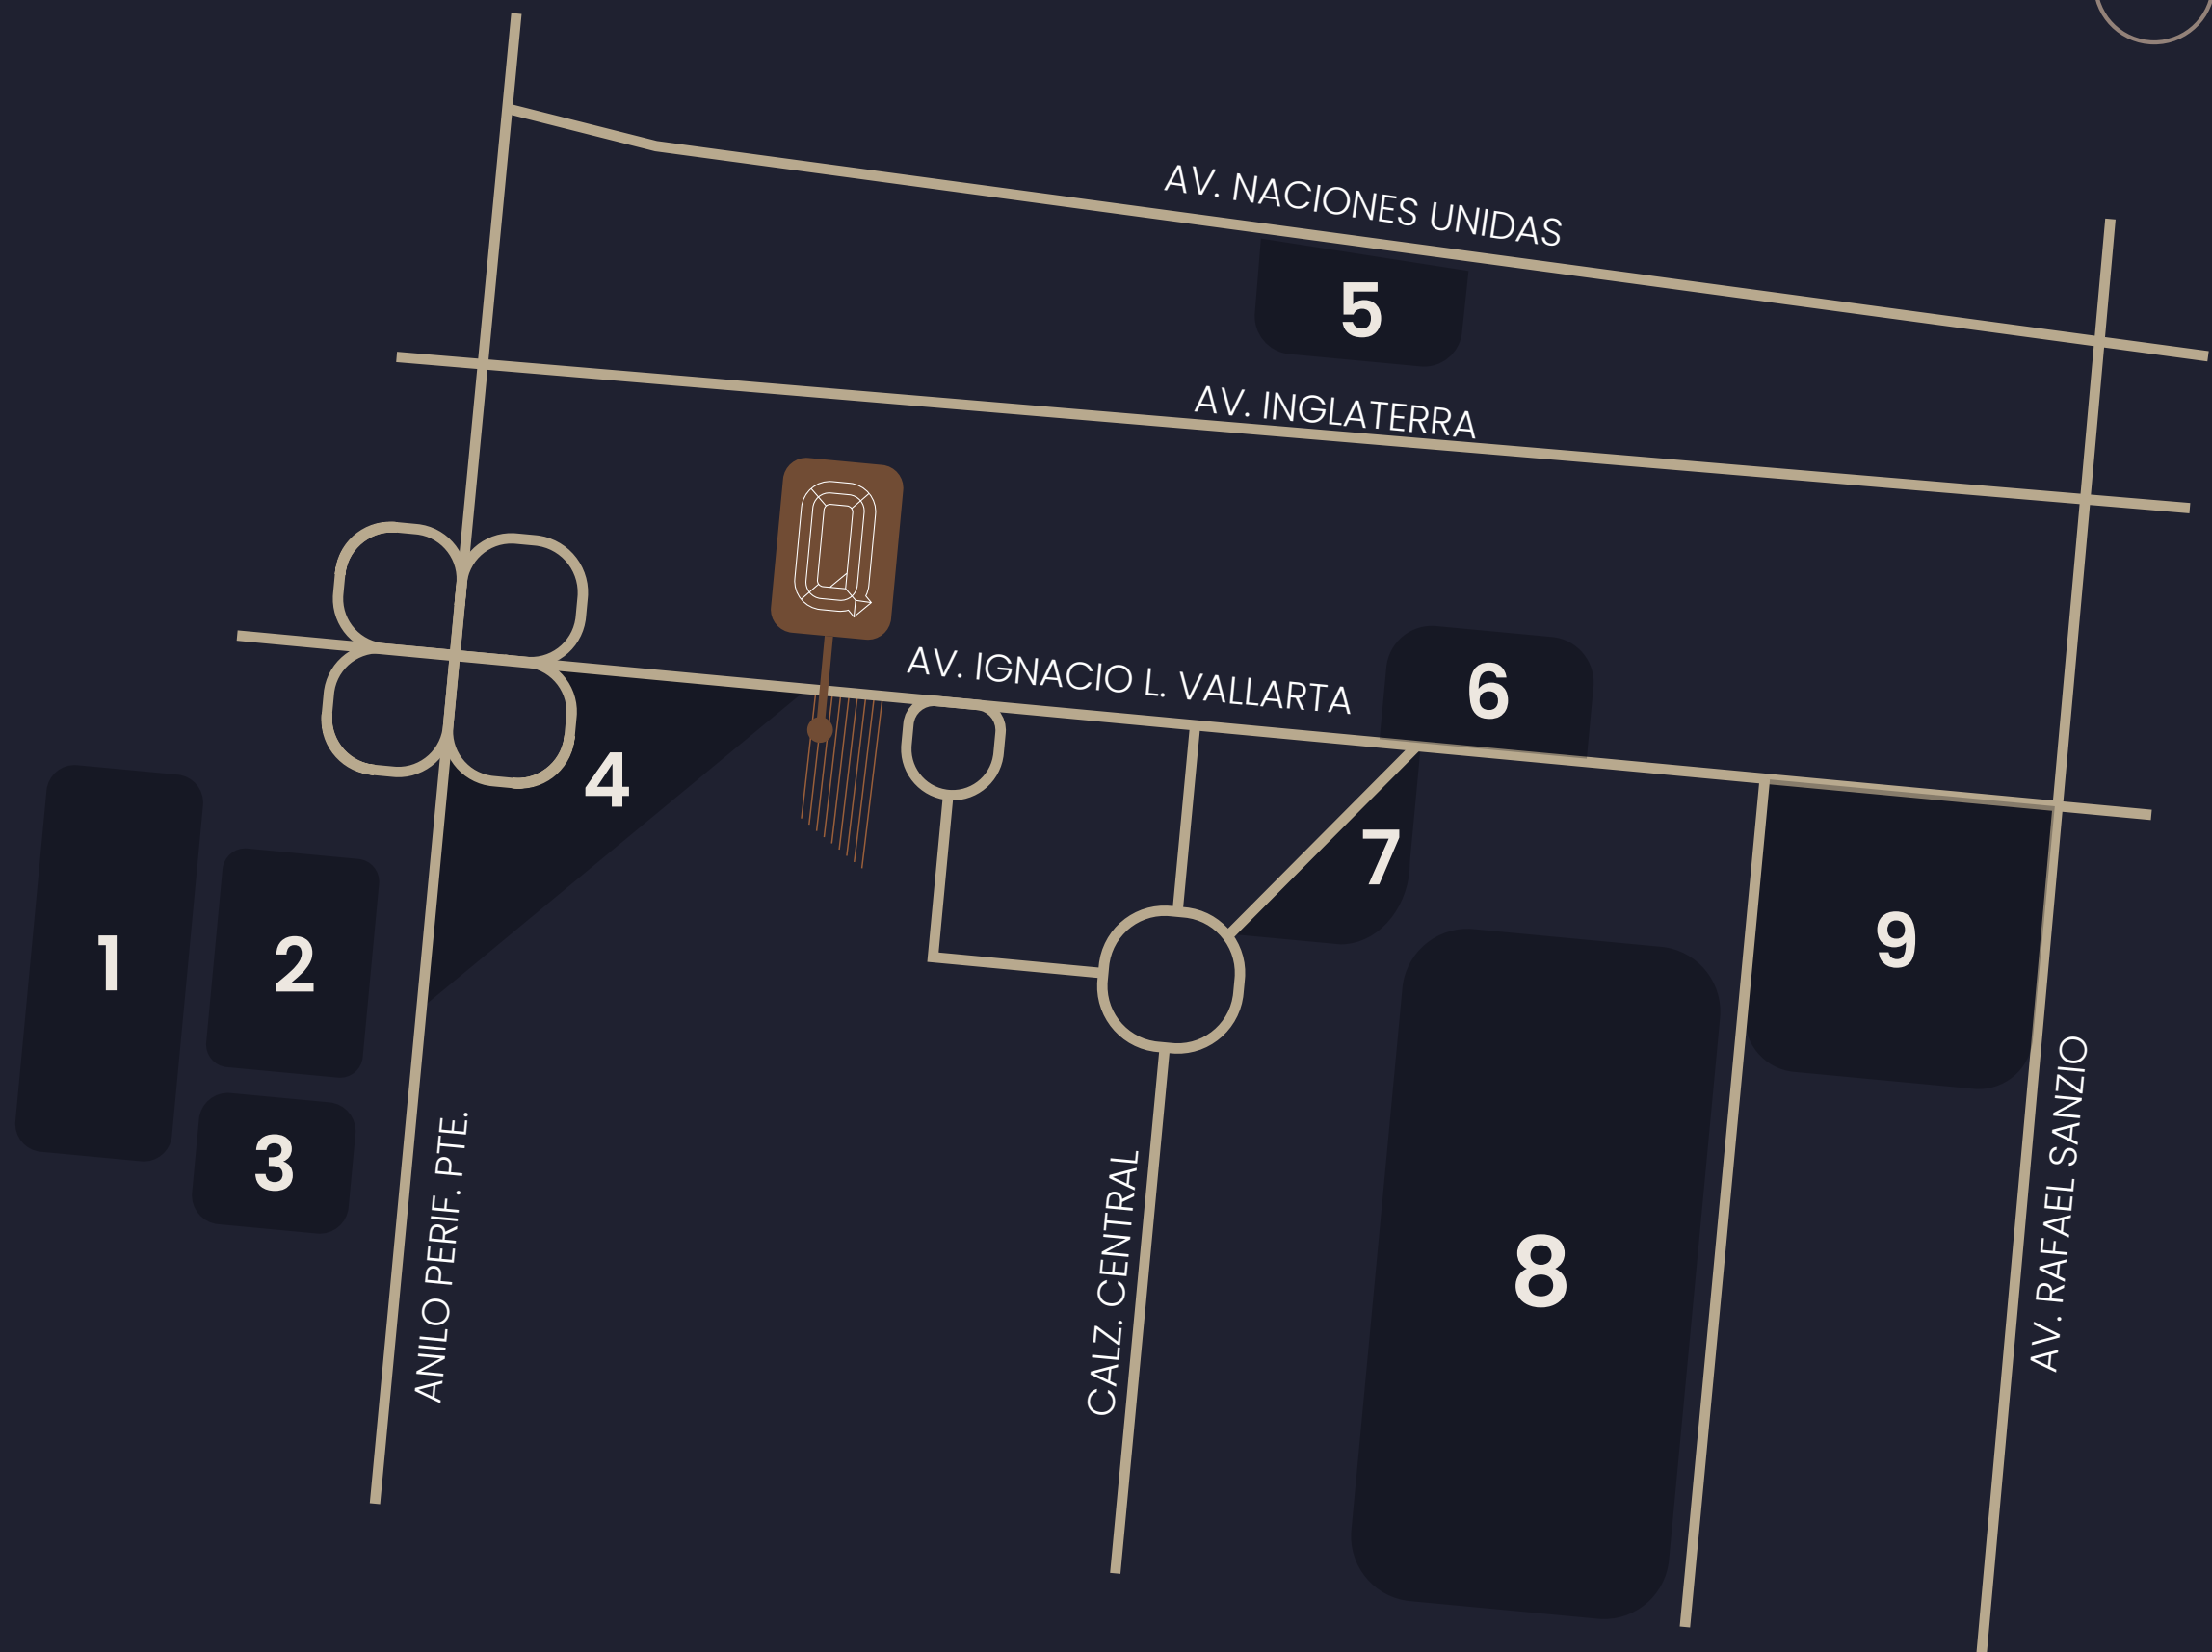 AV. NACIONES UNIDAS
5
AV. INGLATERRA
AV. IGNACIO L. VALLARTA
6
4
7
1
2
9
3
8
ANILO PERIF. PTE.
CALZ. CENTRAL
AV. RAFAEL SANZIO